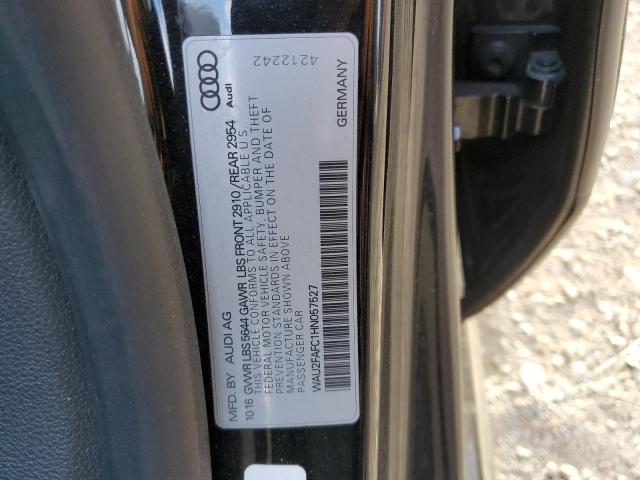 MFD. BY AUDI AG
10 16 GVWR LBS 5644 GAWR LBS FRONT 2910 / REAR 2954
THIS VEHICLE CONFORMS TO ALL APPLICABLE U S
FEDERAL MOTOR VEHICLE SAFETY, BUMPER AND THEFT
PREVENTION STANDARDS IN EFFECT ON THE DATE OF
MANUFACTURE SHOWN ABOVE
PASSENGER CAR
WAU2FAFC1HN057527
Audi
4212242
GERMANY